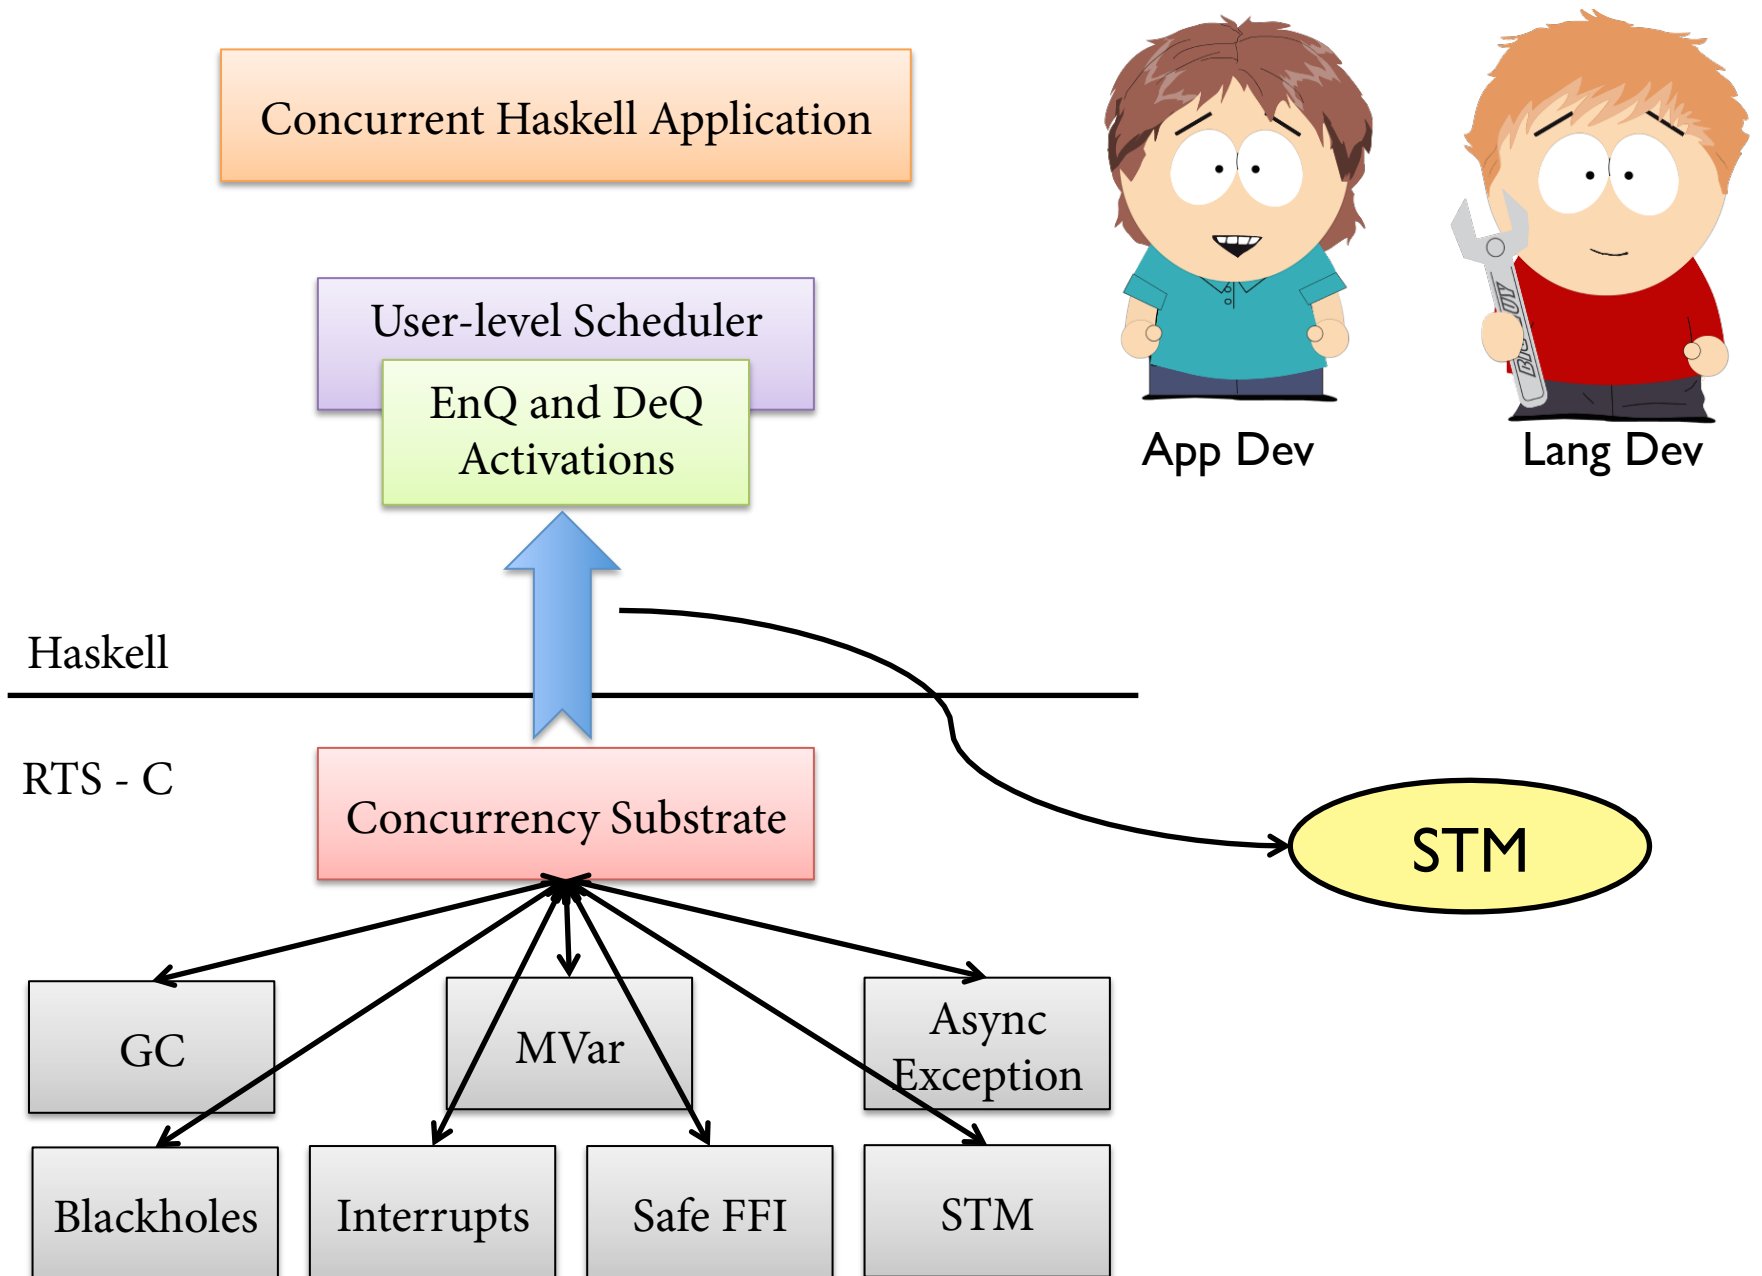 Concurrent Haskell Application
User-level Scheduler
EnQ and DeQ
Activations
App Dev
Lang Dev
Haskell
RTS - C
Concurrency Substrate
STM
GC
MVar
Async
Exception
Blackholes
Interrupts
Safe FFI
STM